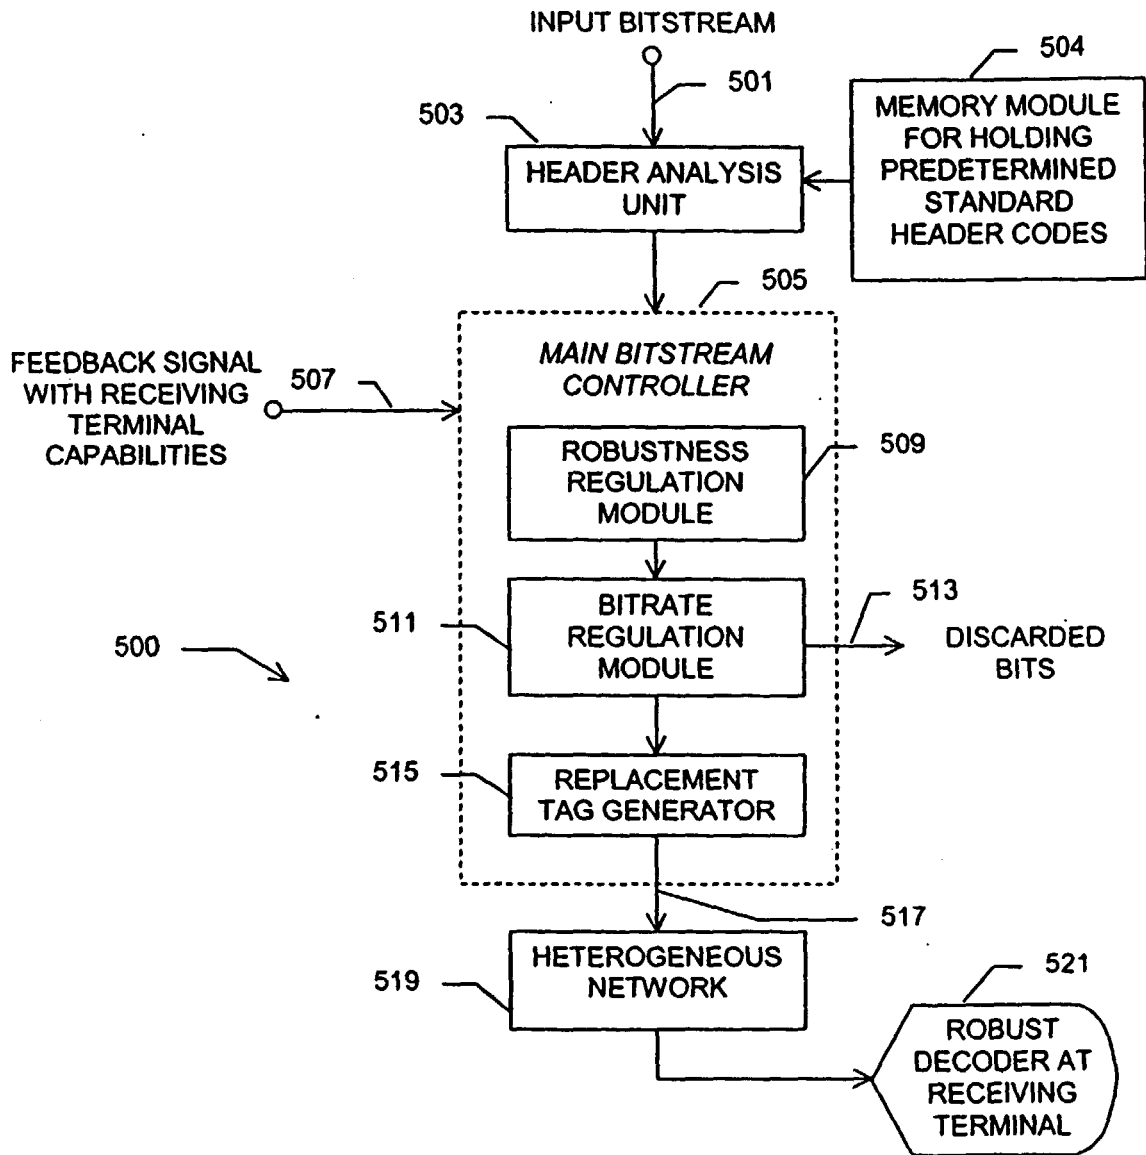 INPUT BITSTREAM
501
504
503
HEADER ANALYSIS
UNIT
MEMORY MODULE
FOR HOLDING
PREDETERMINED
STANDARD
HEADER CODES
505
MAIN BITSTREAM
CONTROLLER
FEEDBACK SIGNAL
WITH RECEIVING
TERMINAL
CAPABILITIES
507
ROBUSTNESS
REGULATION
MODULE
509
511
BITRATE
REGULATION
MODULE
513
DISCARDED
BITS
500
515
REPLACEMENT
TAG GENERATOR
517
519
HETEROGENEOUS
NETWORK
521
ROBUST
DECODER AT
RECEIVING
TERMINAL